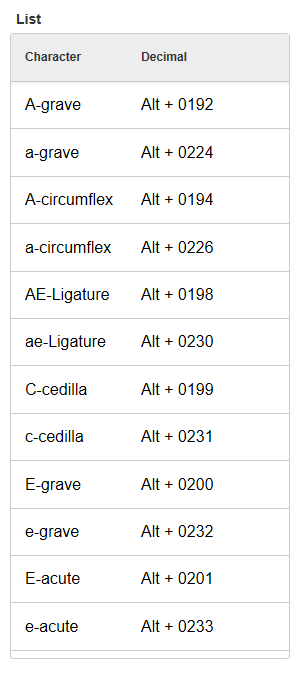 List
Character Decimal
A-grave Alt + 0192
a-grave Alt + 0224
A-circumflex Alt + 0194
a-circumflex Alt + 0226
AE-Ligature Alt + 0198
ae-Ligature Alt + 0230
C-cedilla Alt + 0199
c-cedilla Alt + 0231
E-grave Alt + 0200
e-grave Alt + 0232
E-acute Alt + 0201
e-acute Alt + 0233